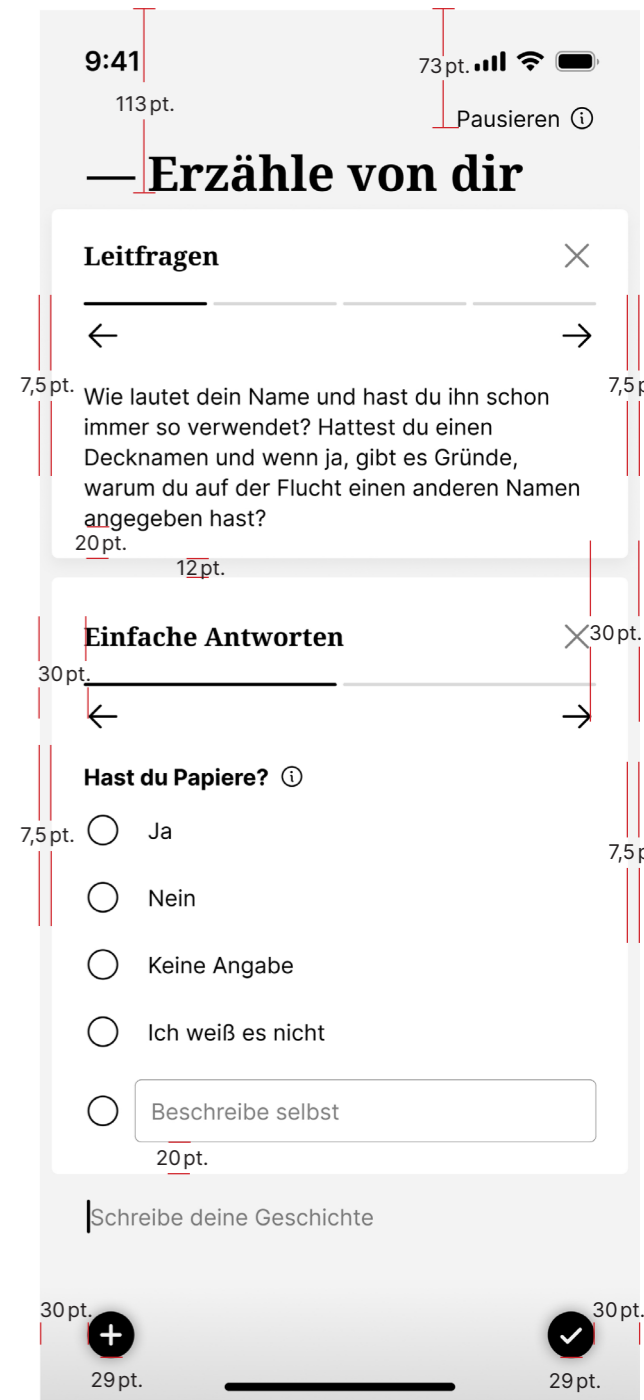 9:41
73 pt.
113 pt.
Pausieren
— Erzähle von dir
Leitfragen
7,5 pt.
7,5 p
Wie lautet dein Name und hast du ihn schon
immer so verwendet? Hattest du einen
Decknamen und wenn ja, gibt es Gründe,
warum du auf der Flucht einen anderen Namen
angegeben hast?
20 pt.
12 pt.
Einfache Antworten
30 pt.
30 pt.
Hast du Papiere?
7,5 pt.
Ja
7,5 p
Nein
Keine Angabe
Ich weiß es nicht
Beschreibe selbst
20 pt.
Schreibe deine Geschichte
30 pt.
30 pt.
29 pt.
29 pt.